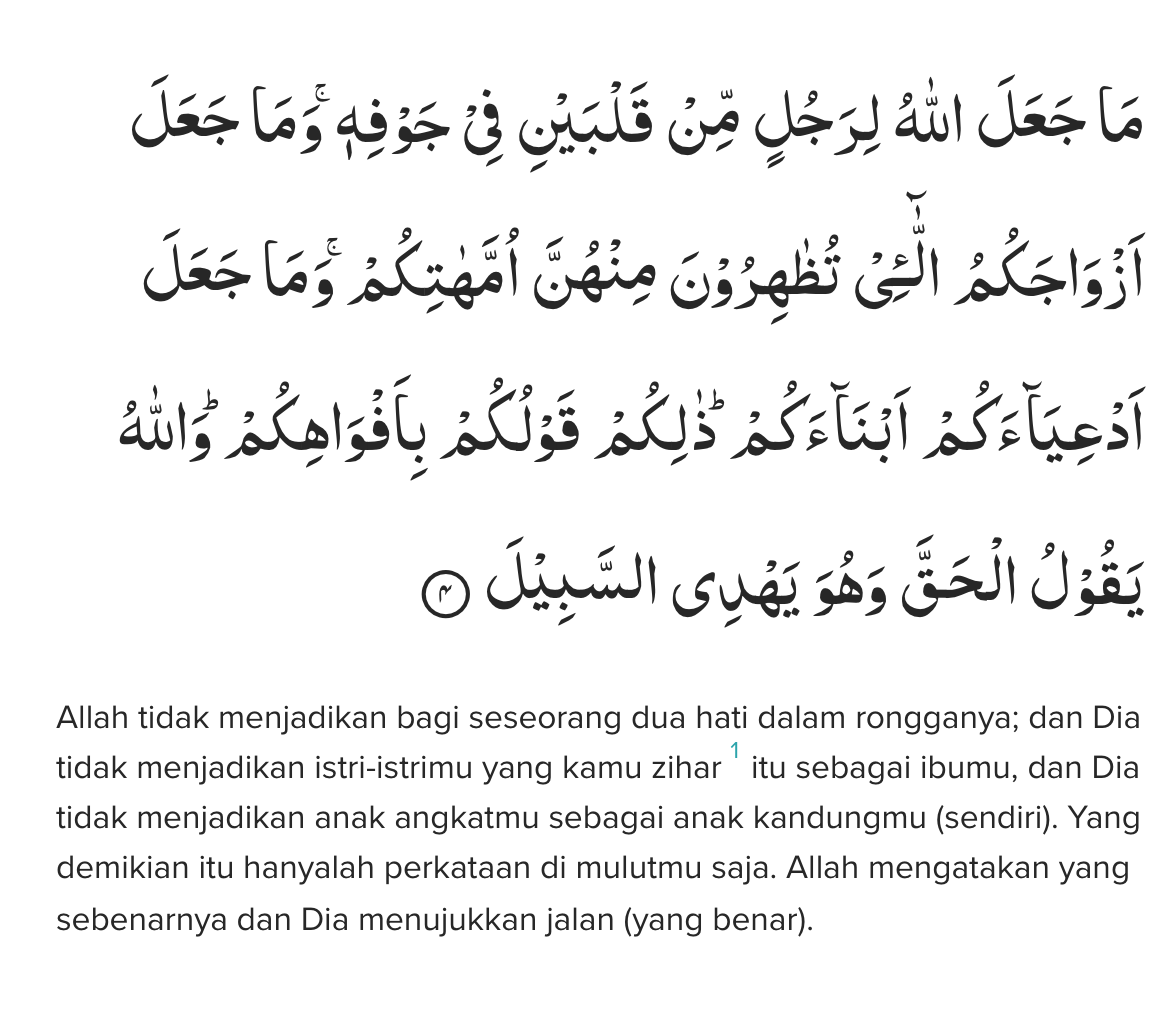 مَا جَعَلَ اللّٰهُ لِرَجُلٍ مِّنْ قَلْبَيْنِ فِيْ جَوْفِهٖ ۚوَمَا جَعَلَ
اَزْوَاجَكُمُ الّٰۤـِٔيْ تُظٰهِرُوْنَ مِنْهُنَّ اُمَّهٰتِكُمْ ۚوَمَا جَعَلَ
اَدْعِيَاۤءَكُمْ اَبْنَاۤءَكُمْۗ ذٰلِكُمْ قَوْلُكُمْ بِاَفْوَاهِكُمْ ۗوَاللّٰهُ
يَقُوْلُ الْحَقَّ وَهُوَ يَهْدِى السَّبِيْلَ ٤
Allah tidak menjadikan bagi seseorang dua hati dalam rongganya; dan Dia
tidak menjadikan istri-istrimu yang kamu zihar 1 itu sebagai ibumu, dan Dia
tidak menjadikan anak angkatmu sebagai anak kandungmu (sendiri). Yang
demikian itu hanyalah perkataan di mulutmu saja. Allah mengatakan yang
sebenarnya dan Dia menujukkan jalan (yang benar).